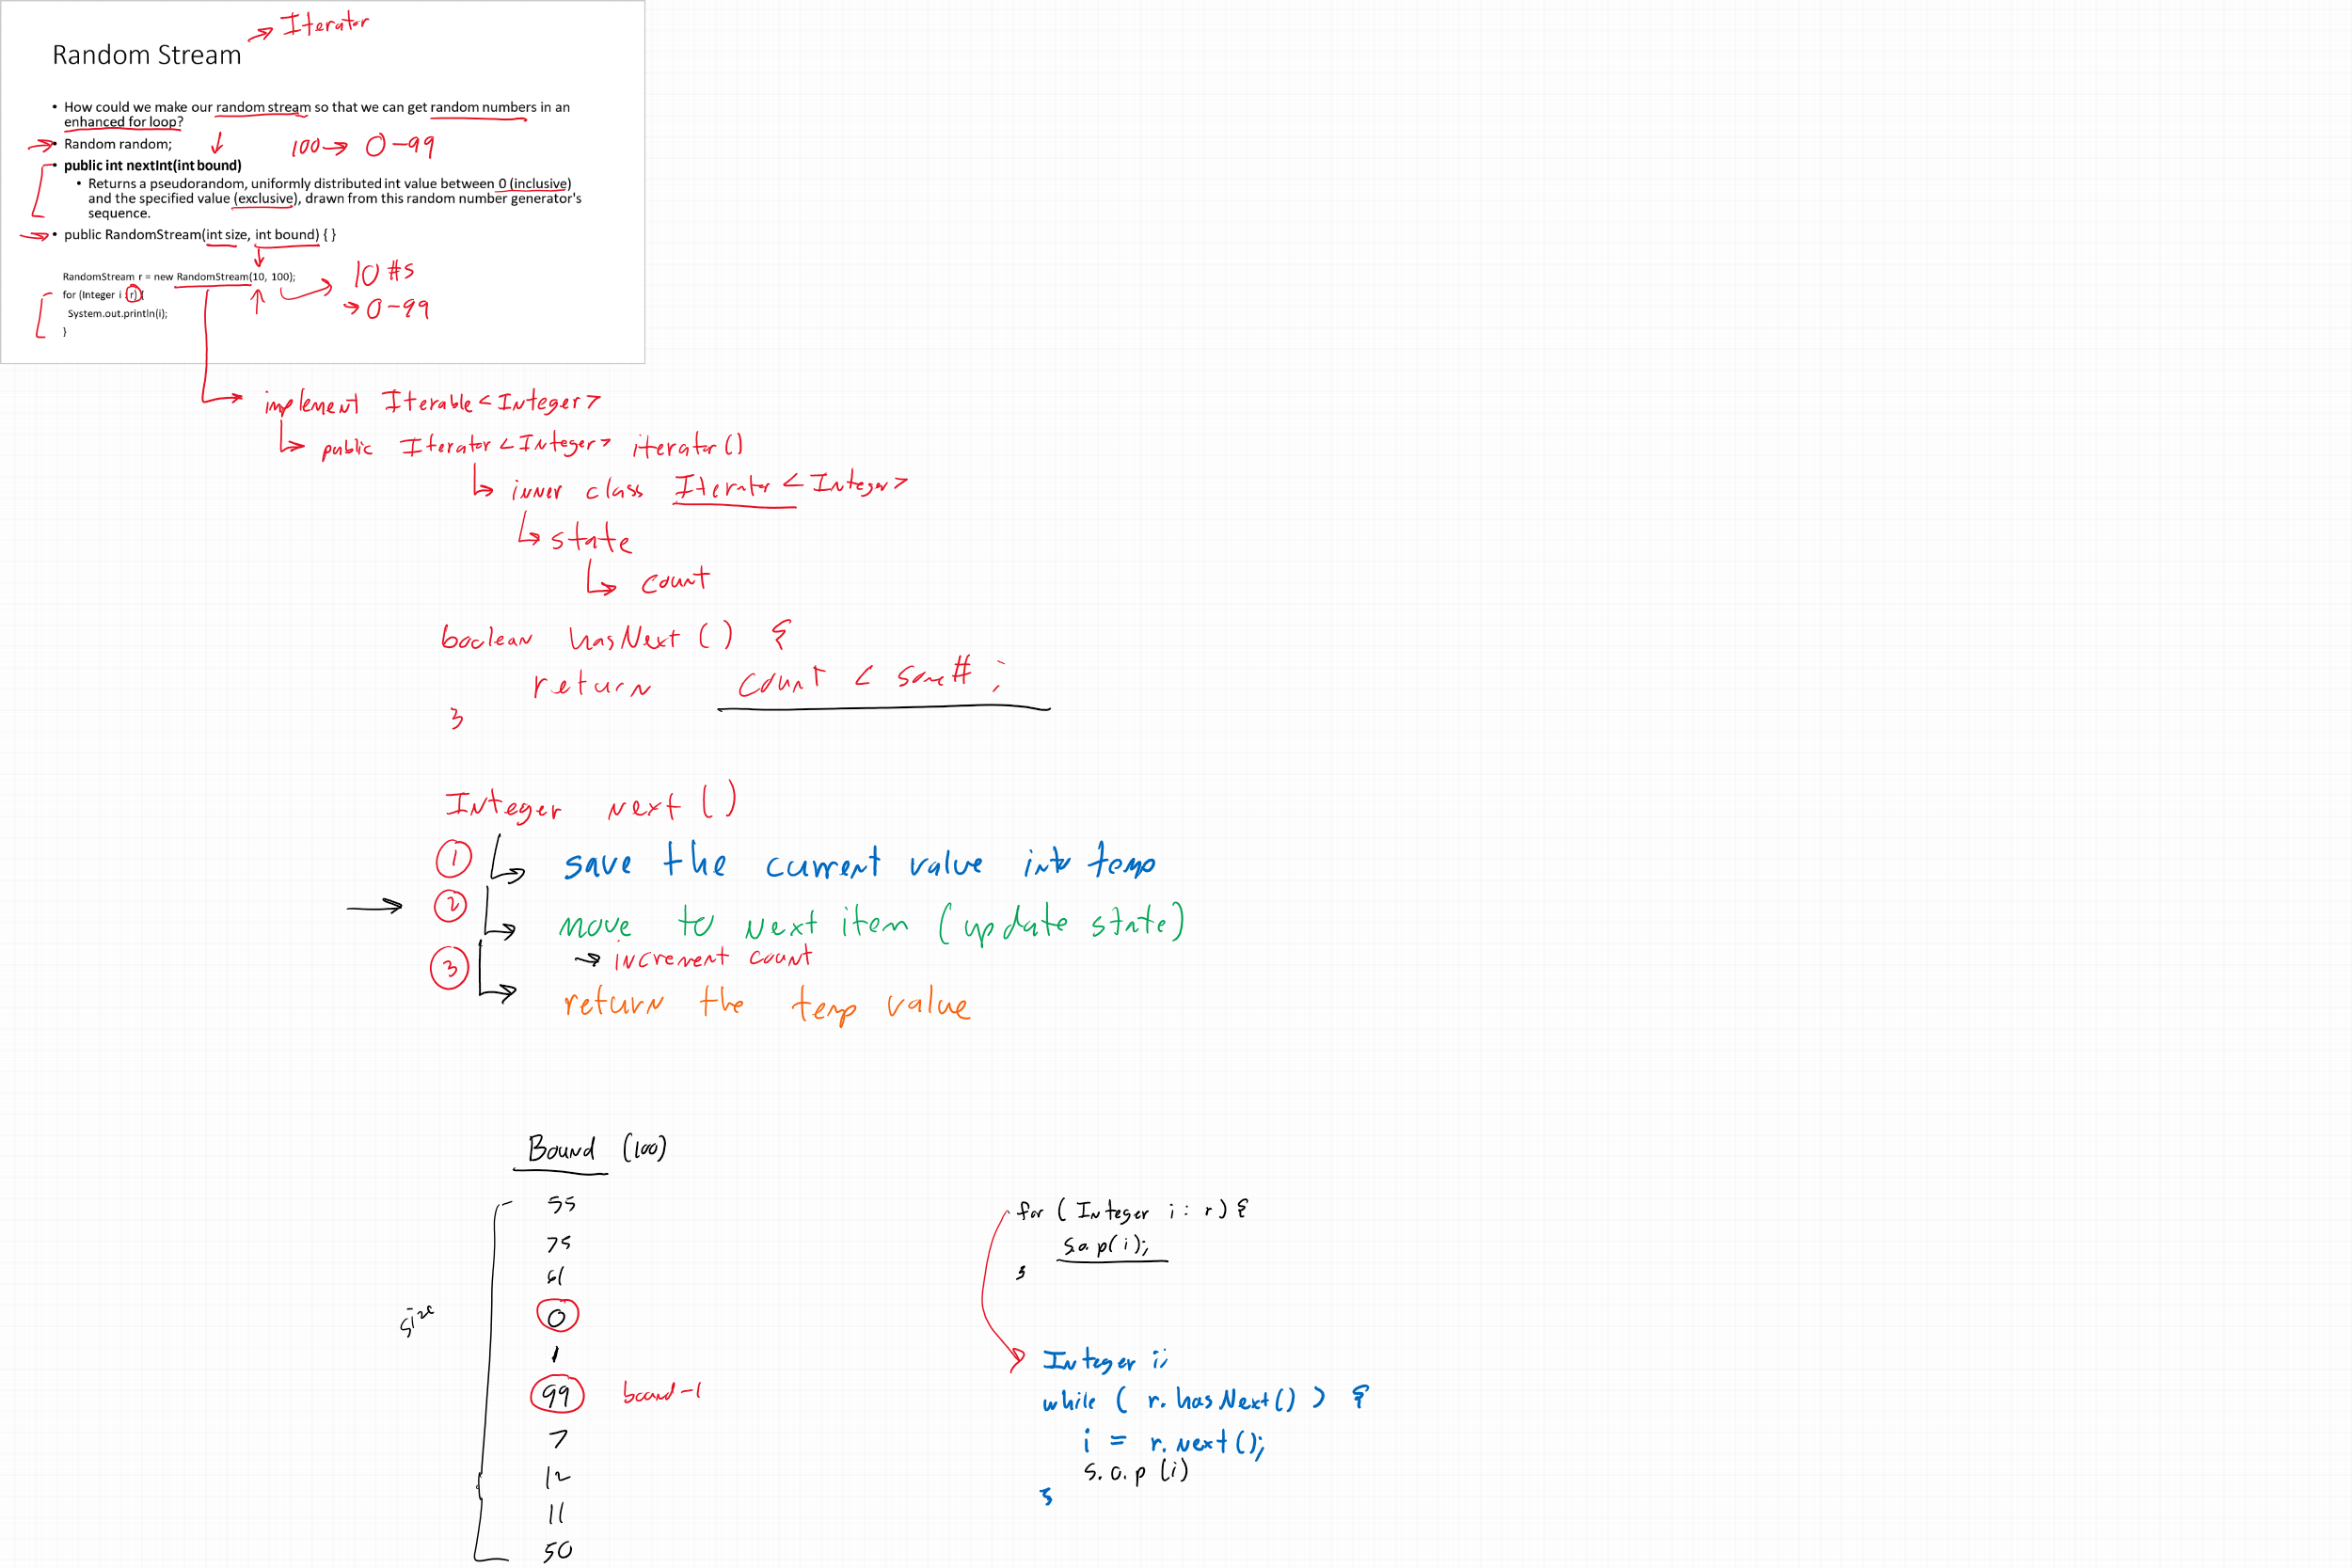 → Iterator
Random Stream
• How could we make our random stream so that we can get random numbers in an
enhanced for loop?
• Random random;
100 → 0-99
• public int nextInt(int bound)
• Returns a pseudorandom, uniformly distributed int value between 0 (inclusive)
and the specified value (exclusive), drawn from this random number generator's
sequence.
• public RandomStream(int size, int bound) { }
RandomStream r = new RandomStream(10, 100);
10 #s
for (Integer i : r) {
→ 0-99
System.out.println(i);
}
implement Iterable<Integer>
public Iterator<Integer> iterator()
inner class Iterator<Integer>
state
count
boolean hasNext() {
return count < some # ;
}
Integer next()
① save the current value into temp
② move to next item (update state)
→ increment count
③ return the temp value
Bound (100)
55
75
61
0
1
99 bound-1
7
12
11
50
size
for (Integer i : r) {
s.o.p(i);
}
Integer i;
while ( r.hasNext() ) {
i = r.next();
s.o.p(i)
}